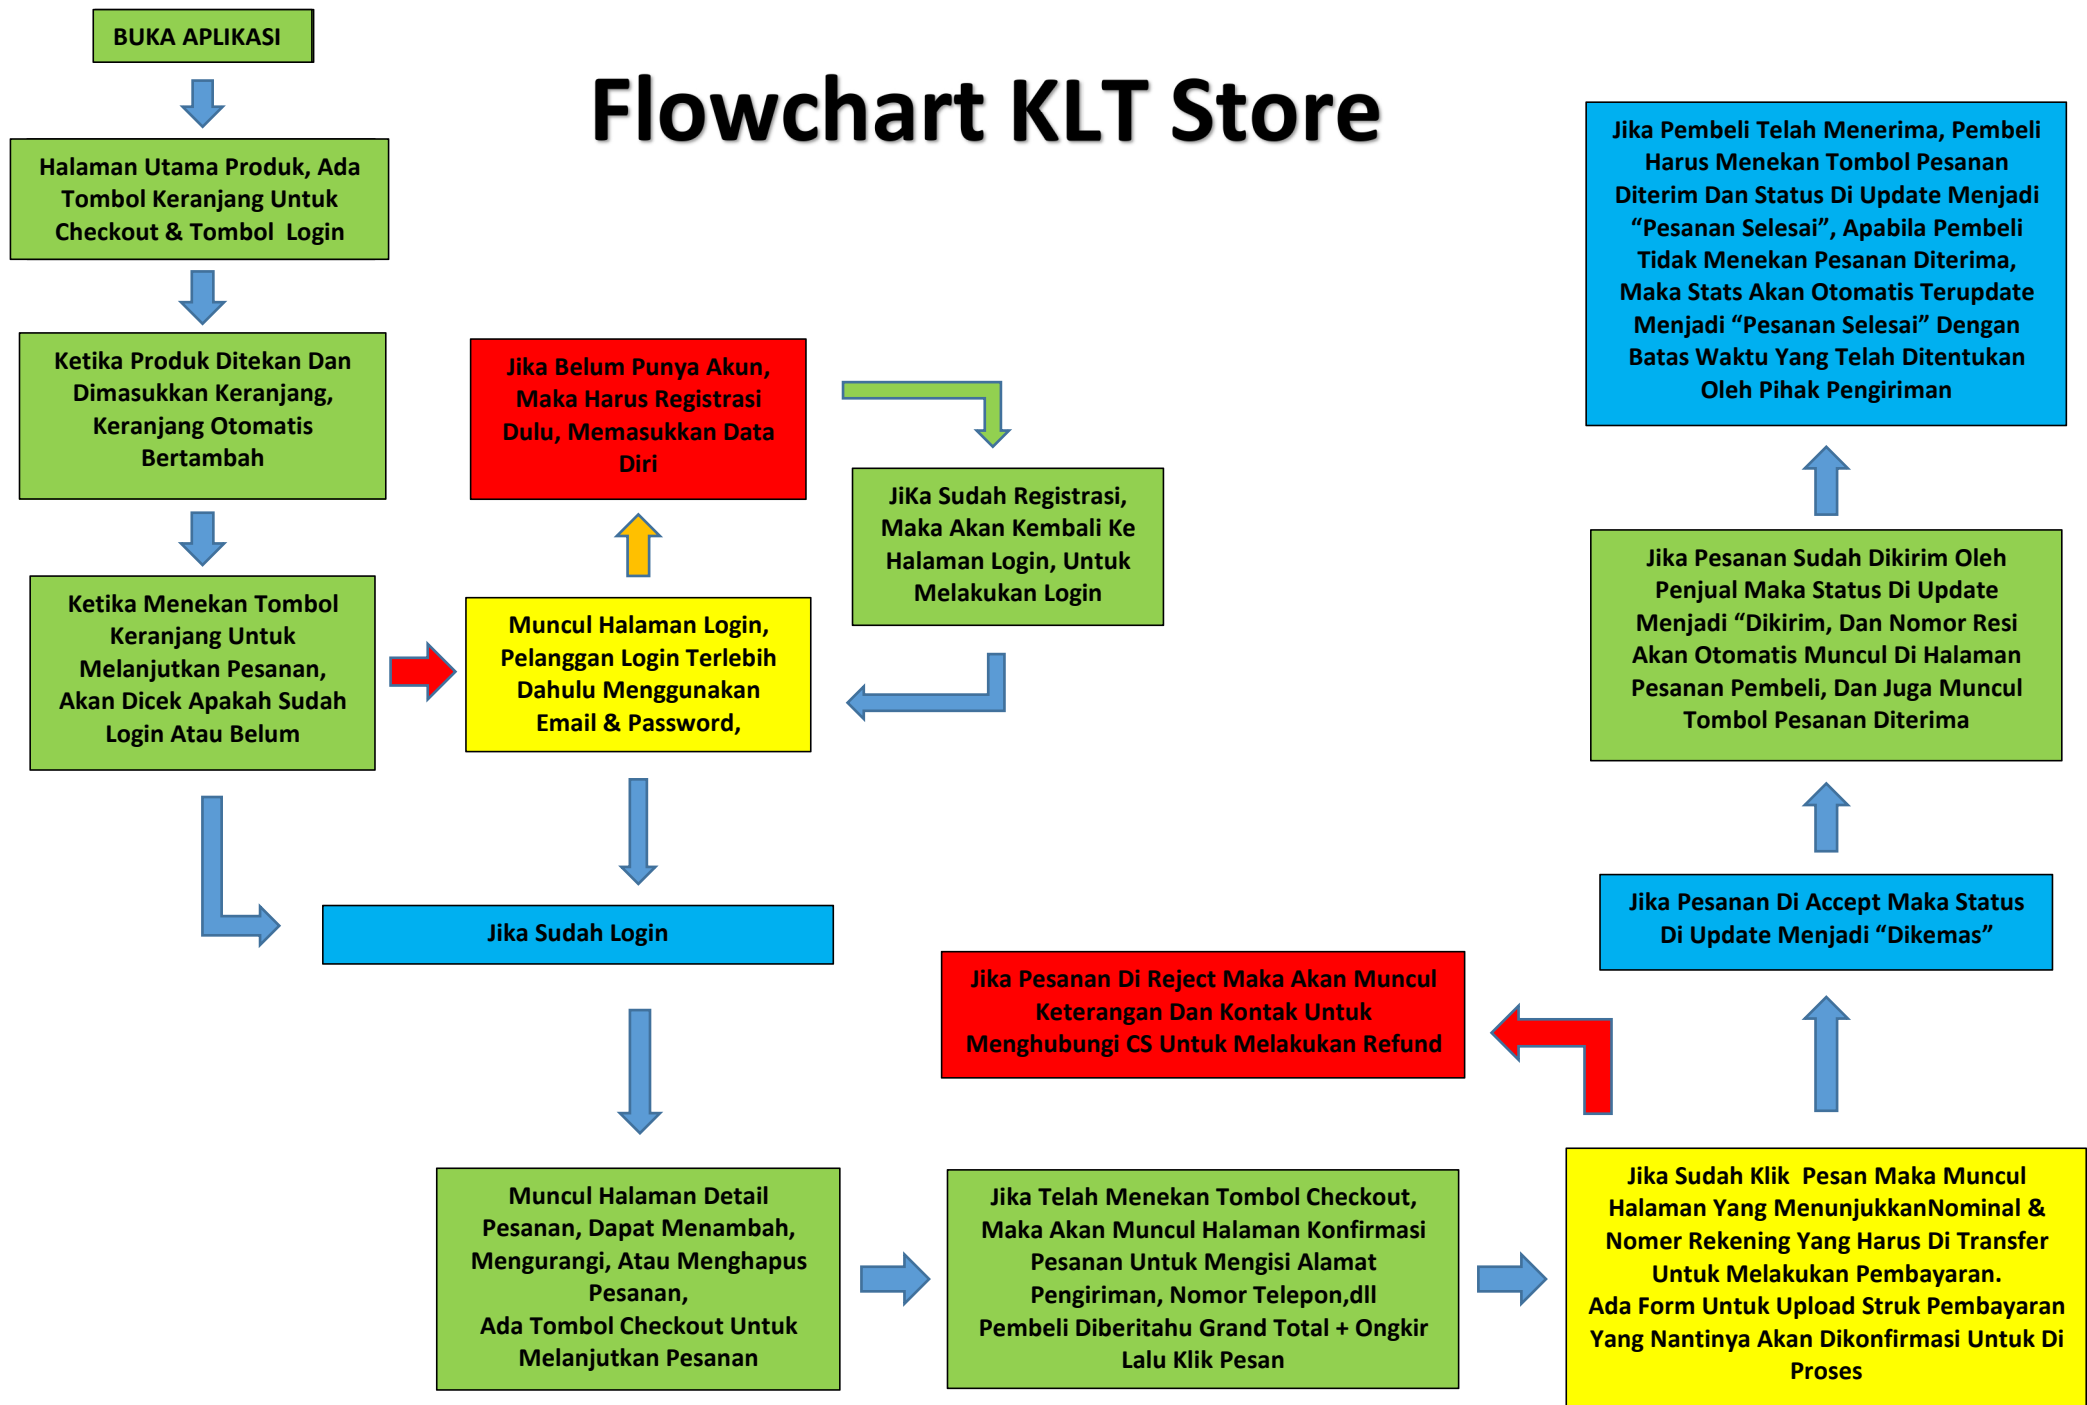 BUKA APLIKASI
Flowchart KLT Store
Halaman Utama Produk, Ada
Tombol Keranjang Untuk
Checkout & Tombol Login
Ketika Produk Ditekan Dan
Dimasukkan Keranjang,
Keranjang Otomatis
Bertambah
Ketika Menekan Tombol
Keranjang Untuk
Melanjutkan Pesanan,
Akan Dicek Apakah Sudah
Login Atau Belum
Jika Belum Punya Akun,
Maka Harus Registrasi
Dulu, Memasukkan Data
Diri
JiKa Sudah Registrasi,
Maka Akan Kembali Ke
Halaman Login, Untuk
Melakukan Login
Muncul Halaman Login,
Pelanggan Login Terlebih
Dahulu Menggunakan
Email & Password,
Jika Sudah Login
Muncul Halaman Detail
Pesanan, Dapat Menambah,
Mengurangi, Atau Menghapus
Pesanan,
Ada Tombol Checkout Untuk
Melanjutkan Pesanan
Jika Telah Menekan Tombol Checkout,
Maka Akan Muncul Halaman Konfirmasi
Pesanan Untuk Mengisi Alamat
Pengiriman, Nomor Telepon,dll
Pembeli Diberitahu Grand Total + Ongkir
Lalu Klik Pesan
Jika Sudah Klik Pesan Maka Muncul
Halaman Yang MenunjukkanNominal &
Nomer Rekening Yang Harus Di Transfer
Untuk Melakukan Pembayaran.
Ada Form Untuk Upload Struk Pembayaran
Yang Nantinya Akan Dikonfirmasi Untuk Di
Proses
Jika Pesanan Di Reject Maka Akan Muncul
Keterangan Dan Kontak Untuk
Menghubungi CS Untuk Melakukan Refund
Jika Pesanan Di Accept Maka Status
Di Update Menjadi “Dikemas”
Jika Pesanan Sudah Dikirim Oleh
Penjual Maka Status Di Update
Menjadi “Dikirim, Dan Nomor Resi
Akan Otomatis Muncul Di Halaman
Pesanan Pembeli, Dan Juga Muncul
Tombol Pesanan Diterima
Jika Pembeli Telah Menerima, Pembeli
Harus Menekan Tombol Pesanan
Diterim Dan Status Di Update Menjadi
“Pesanan Selesai”, Apabila Pembeli
Tidak Menekan Pesanan Diterima,
Maka Stats Akan Otomatis Terupdate
Menjadi “Pesanan Selesai” Dengan
Batas Waktu Yang Telah Ditentukan
Oleh Pihak Pengiriman